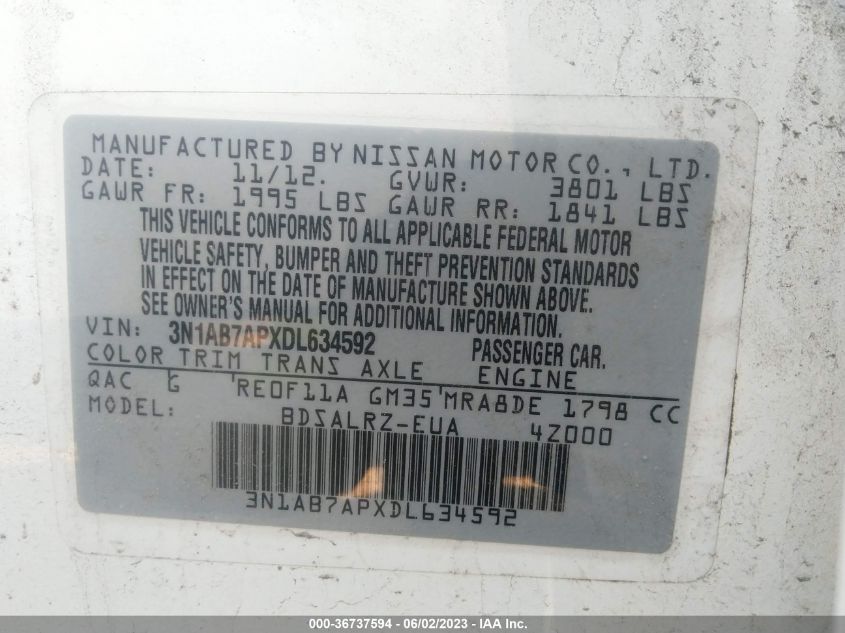 MANUFACTURED BY NISSAN MOTOR CO., LTD.
DATE: 11/12. GVWR: 3801 LBS
GAWR FR: 1995 LBS GAWR RR: 1841 LBS
THIS VEHICLE CONFORMS TO ALL APPLICABLE FEDERAL MOTOR
VEHICLE SAFETY, BUMPER AND THEFT PREVENTION STANDARDS
IN EFFECT ON THE DATE OF MANUFACTURE SHOWN ABOVE.
SEE OWNER'S MANUAL FOR ADDITIONAL INFORMATION.
VIN: 3N1AB7APXDL634592 PASSENGER CAR.
COLOR TRIM TRANS AXLE ENGINE
QAC G RE0F11A GM35 MRA8DE 1798 CC
MODEL: BDSALRZ-EUA 4Z000
3N1AB7APXDL634592
000-36737594 - 06/02/2023 - IAA Inc.